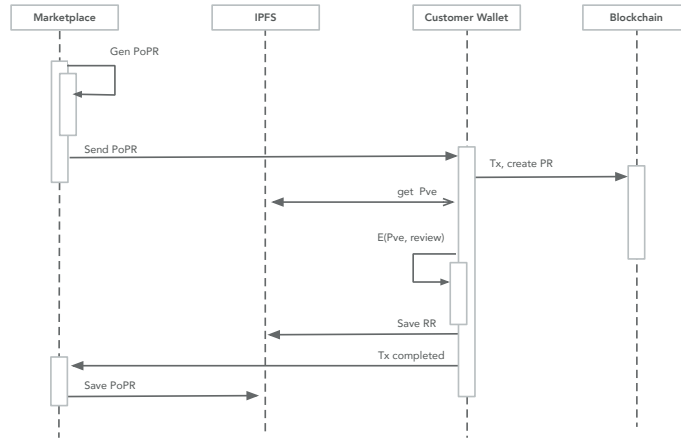 Marketplace
IPFS
Customer Wallet
Blockchain
Gen PoPR
Send PoPR
Tx, create PR
get Pve
E(Pve, review)
Save RR
Tx completed
Save PoPR